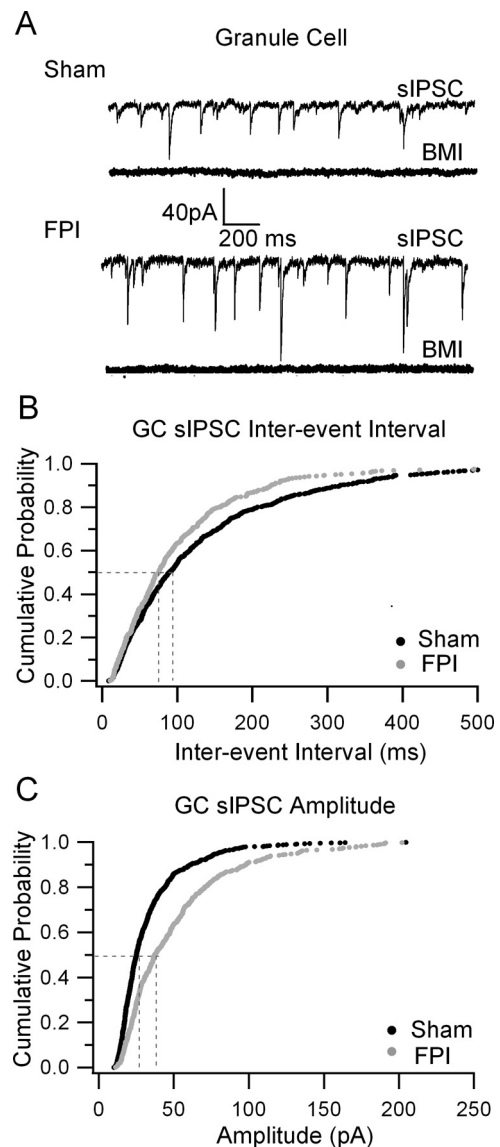 A
Granule Cell
Sham
sIPSC
BMI
40pA
200 ms
FPI
sIPSC
BMI
B
GC sIPSC Inter-event Interval
Cumulative Probability
1.0
0.8
0.6
0.4
0.2
0.0
Sham
FPI
0 100 200 300 400 500
Inter-event Interval (ms)
C
GC sIPSC Amplitude
Cumulative Probability
1.0
0.8
0.6
0.4
0.2
0.0
Sham
FPI
0 50 100 150 200 250
Amplitude (pA)